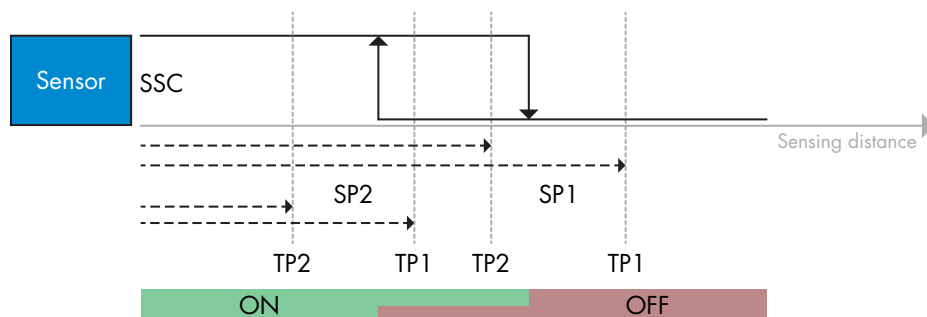 Sensor
SSC
Sensing distance
SP2 SP1
TP2 TP1 TP2 TP1
ON OFF